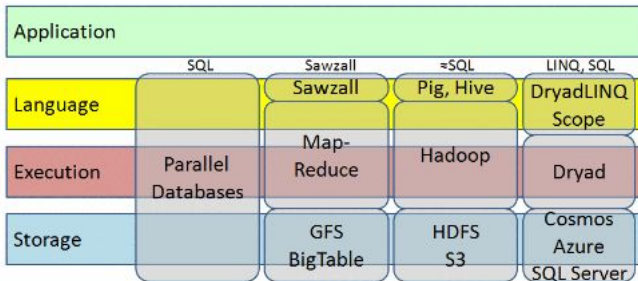 Application
SQL
Sawzall
≈SQL
LINQ, SQL
Language
Sawzall
Pig, Hive
DryadLINQ
Scope
Execution
Parallel
Databases
Map-
Reduce
Hadoop
Dryad
Storage
GFS
BigTable
HDFS
S3
Cosmos
Azure
SQL Server